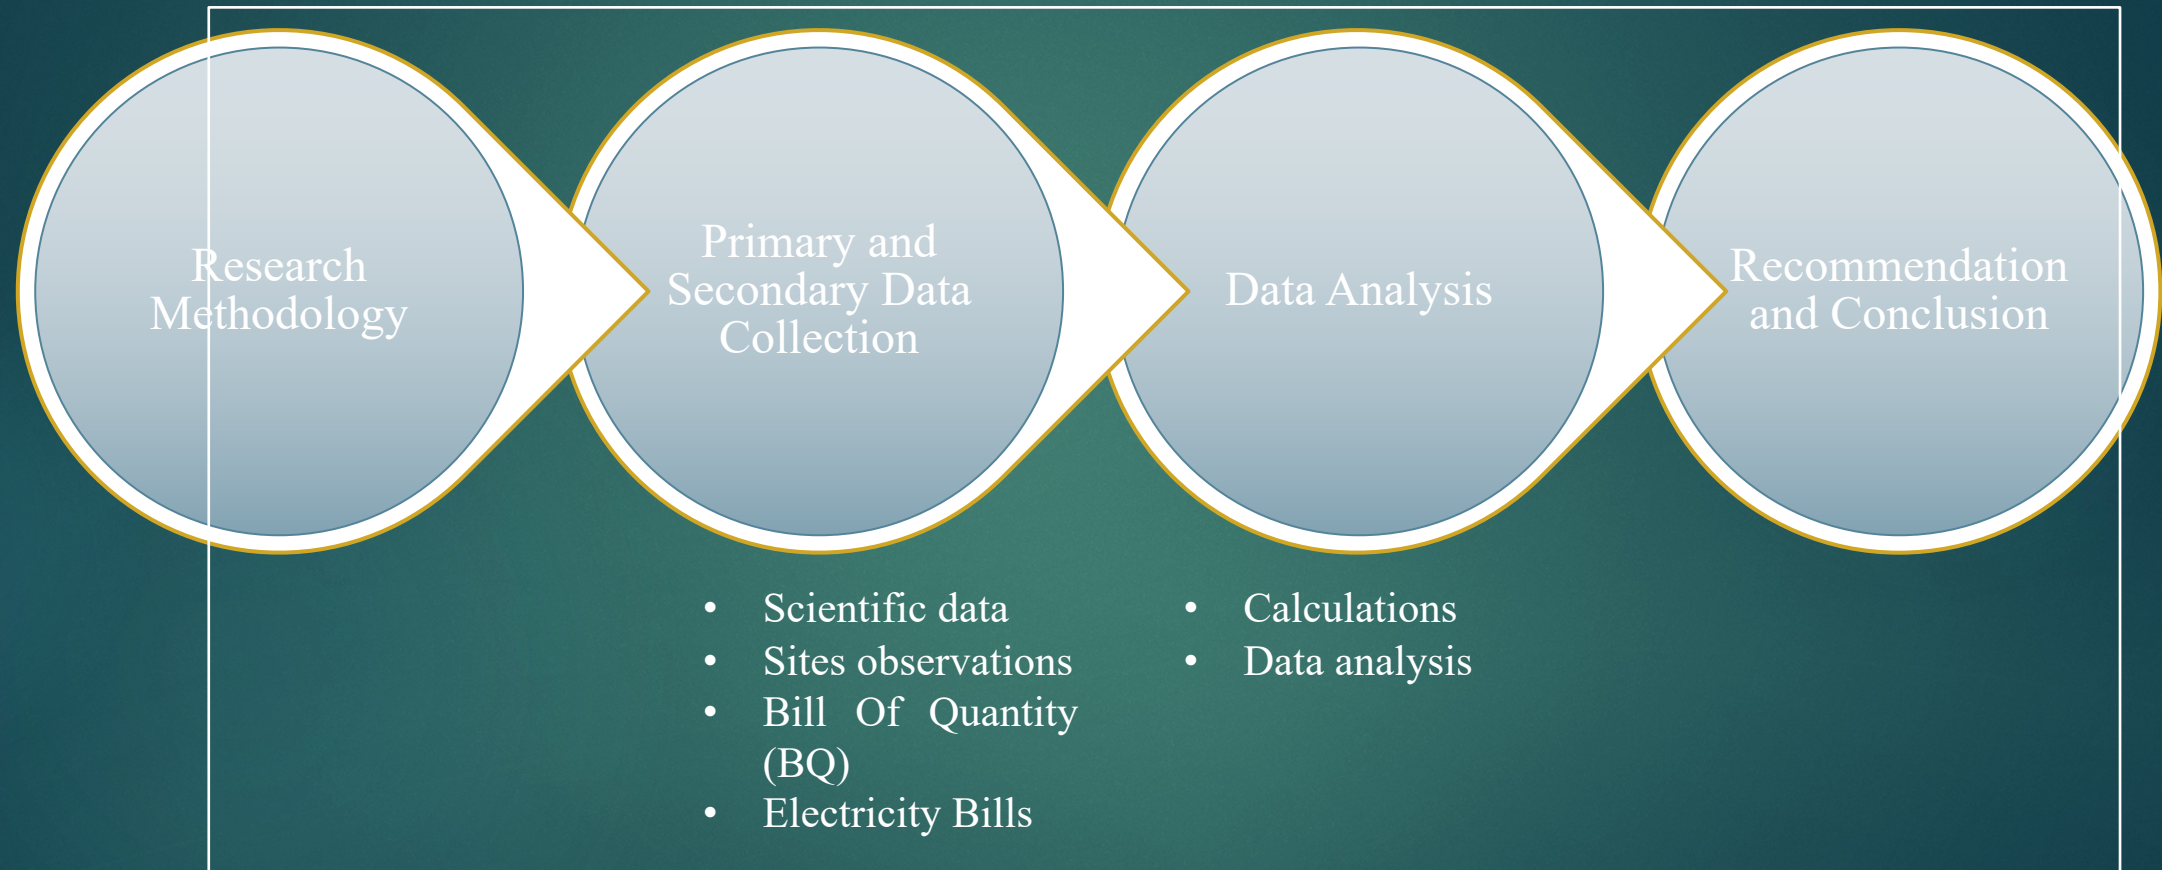 Research
Methodology
Primary and
Secondary Data
Collection
Data Analysis
Recommendation
and Conclusion
• Scientific data
• Sites observations
• Bill Of Quantity
(BQ)
• Electricity Bills
• Calculations
• Data analysis